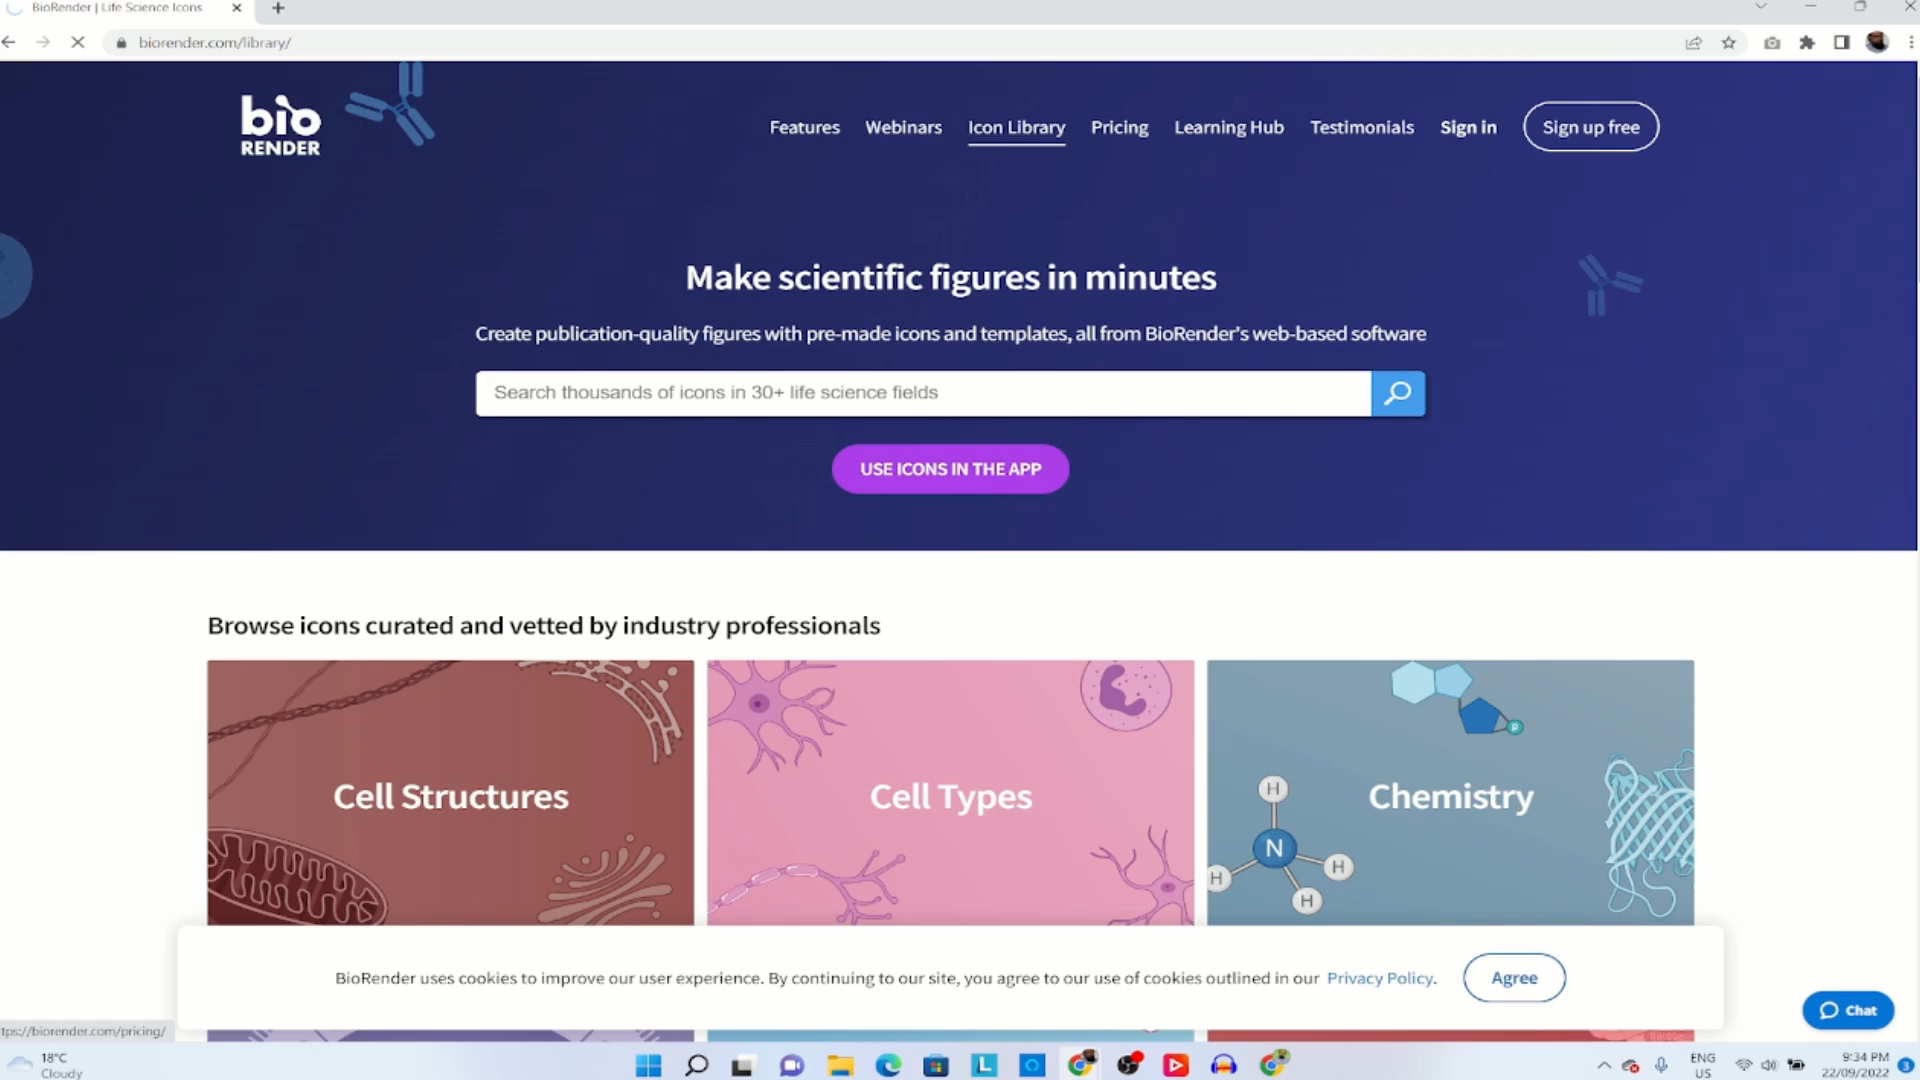 BioRender | Life Science Icons
biorender.com/library/
bio
RENDER
Features Webinars Icon Library Pricing Learning Hub Testimonials Sign in Sign up free
Make scientific figures in minutes
Create publication-quality figures with pre-made icons and templates, all from BioRender's web-based software
Search thousands of icons in 30+ life science fields
USE ICONS IN THE APP
Browse icons curated and vetted by industry professionals
Cell Structures
Cell Types
Chemistry
P
H
N
H
H
H
BioRender uses cookies to improve our user experience. By continuing to our site, you agree to our use of cookies outlined in our Privacy Policy.
Agree
Chat
tps://biorender.com/pricing/
18°C
Cloudy
L
ENG
US
9:34 PM
22/09/2022
3